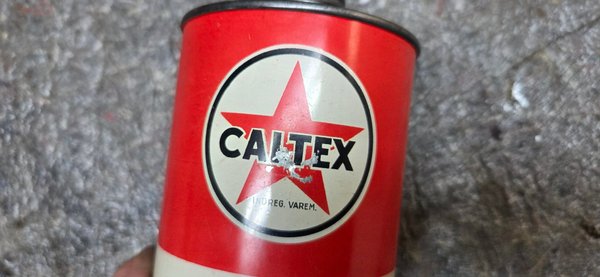 CALTEX
INDREG. VAREM.